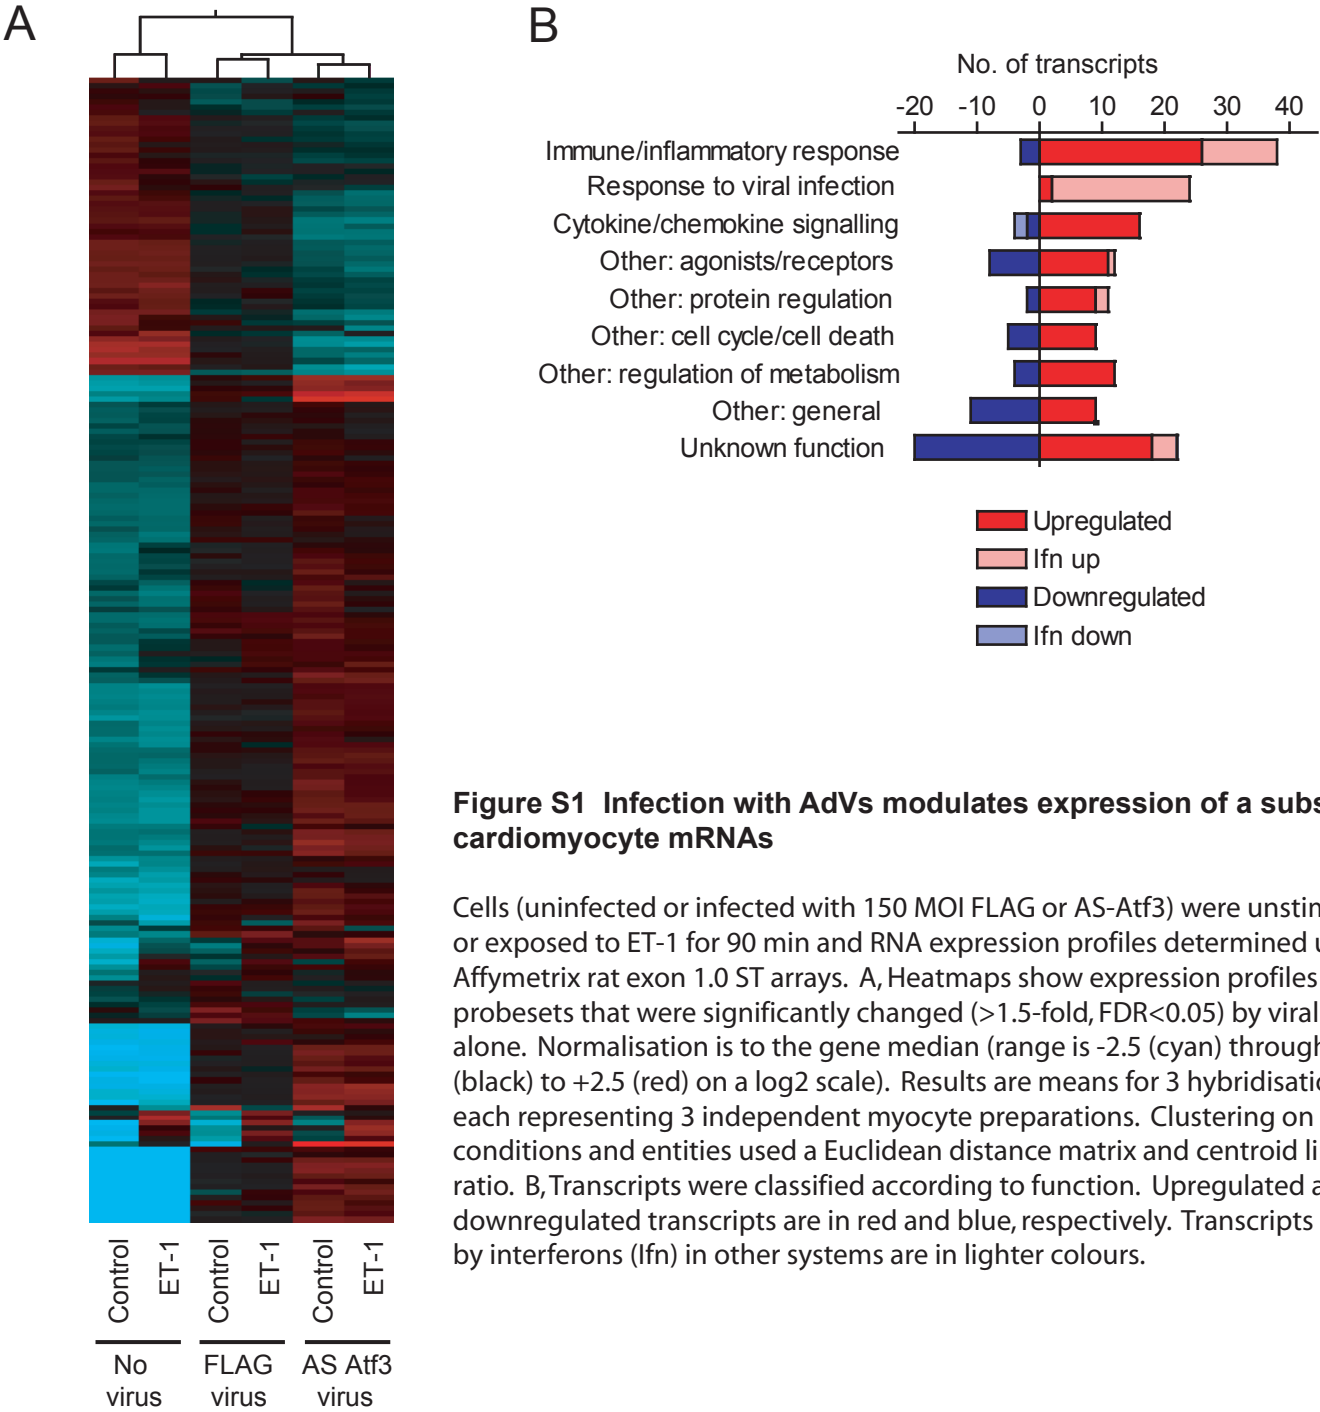 A
B
No. of transcripts
-20 -10 0 10 20 30 40
Immune/inflammatory response
Response to viral infection
Cytokine/chemokine signalling
Other: agonists/receptors
Other: protein regulation
Other: cell cycle/cell death
Other: regulation of metabolism
Other: general
Unknown function
Upregulated
Ifn up
Downregulated
Ifn down
Figure S1 Infection with AdVs modulates expression of a subs
cardiomyocyte mRNAs
Cells (uninfected or infected with 150 MOI FLAG or AS-Atf3) were unstim
or exposed to ET-1 for 90 min and RNA expression profiles determined u
Affymetrix rat exon 1.0 ST arrays. A, Heatmaps show expression profiles
probesets that were significantly changed (>1.5-fold, FDR<0.05) by viral
alone. Normalisation is to the gene median (range is -2.5 (cyan) through
(black) to +2.5 (red) on a log2 scale). Results are means for 3 hybridisatio
each representing 3 independent myocyte preparations. Clustering on
conditions and entities used a Euclidean distance matrix and centroid li
ratio. B, Transcripts were classified according to function. Upregulated a
downregulated transcripts are in red and blue, respectively. Transcripts
by interferons (Ifn) in other systems are in lighter colours.
Control ET-1 Control ET-1 Control ET-1
No virus
FLAG virus
AS Atf3 virus